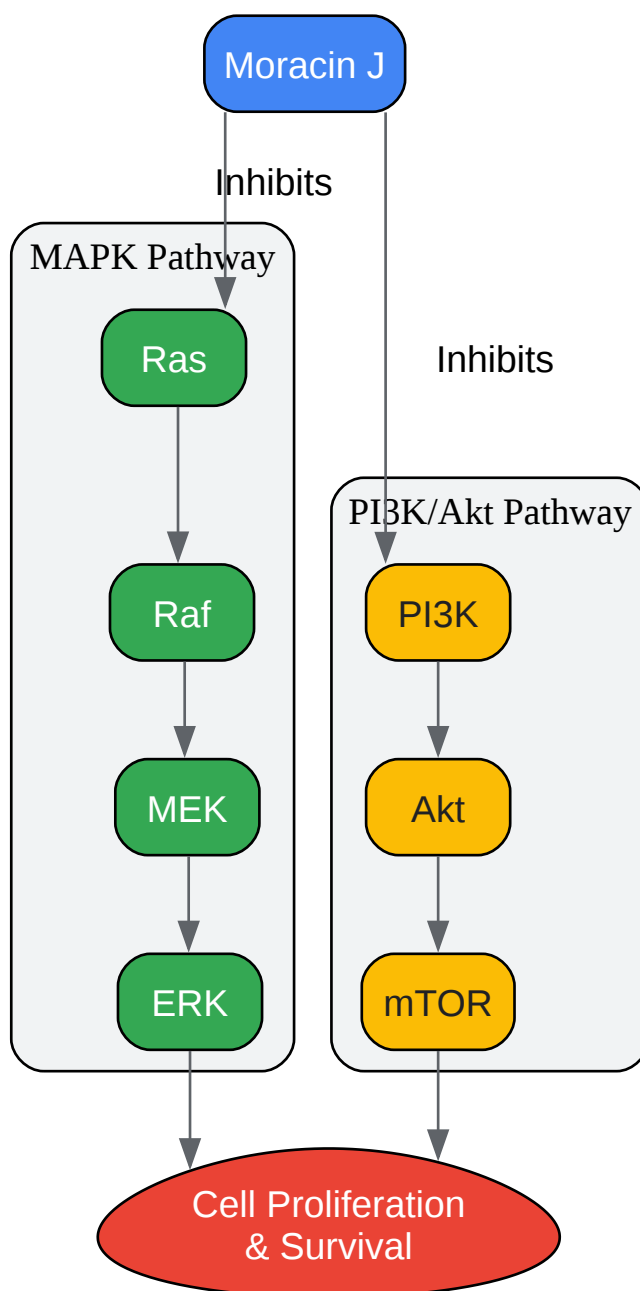 Moracin J
Inhibits
MAPK Pathway
Ras
Inhibits
PI3K/Akt Pathway
Raf
PI3K
MEK
Akt
ERK
mTOR
Cell Proliferation
& Survival